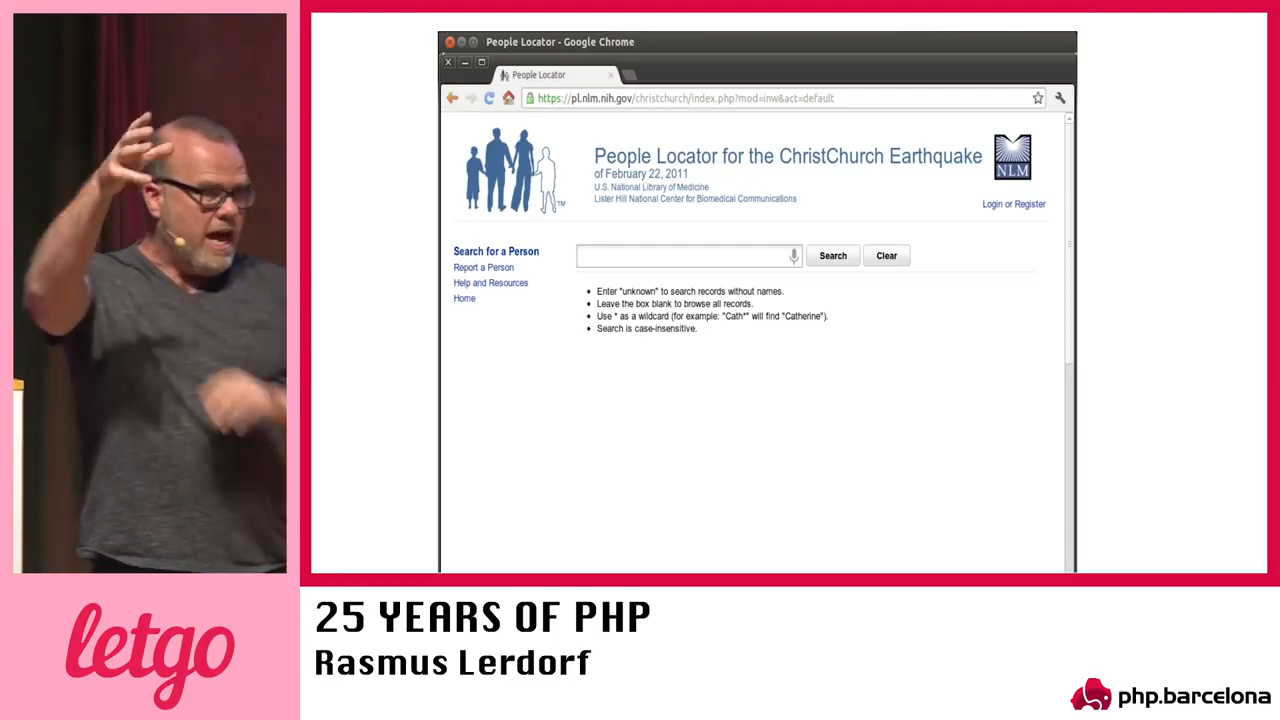 People Locator - Google Chrome
People Locator
https://pl.nlm.nih.gov/christchurch/index.php?mod=inw&act=default
People Locator for the ChristChurch Earthquake
of February 22, 2011
U.S. National Library of Medicine
Lister Hill National Center for Biomedical Communications
TM
NLM
Login or Register
Search for a Person
Report a Person
Help and Resources
Home
Search
Clear
Enter "unknown" to search records without names.
Leave the box blank to browse all records.
Use * as a wildcard (for example: "Cath*" will find "Catherine").
Search is case-insensitive.
letgo
25 YEARS OF PHP
Rasmus Lerdorf
php.barcelona